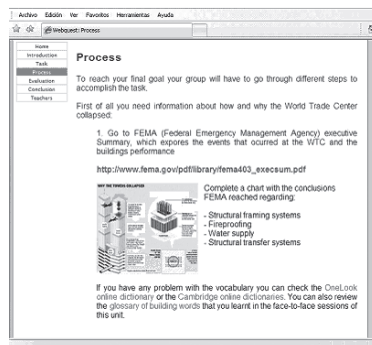 Archivo Edición Ver Favoritos Herramientas Ayuda
Webquest: Process
Home
Introduction
Task
Process
Evaluation
Conclusion
Teachers
Process
To reach your final goal your group will have to go through different steps to
accomplish the task.
First of all you need information about how and why the World Trade Center
collapsed:
1. Go to FEMA (Federal Emergency Management Agency) executive
Summary, which expores the events that ocurred at the WTC and the
buildings performance
http://www.fema.gov/pdf/library/fema403_execsum.pdf
WHY THE TOWERS COLLAPSED
Complete a chart with the conclusions
FEMA reached regarding:
- Structural framing systems
- Fireproofing
- Water supply
- Structural transfer systems
If you have any problem with the vocabulary you can check the OneLook
online dictionary or the Cambridge online dictionaries. You can also review
the glossary of building words that you learnt in the face-to-face sessions of
this unit.